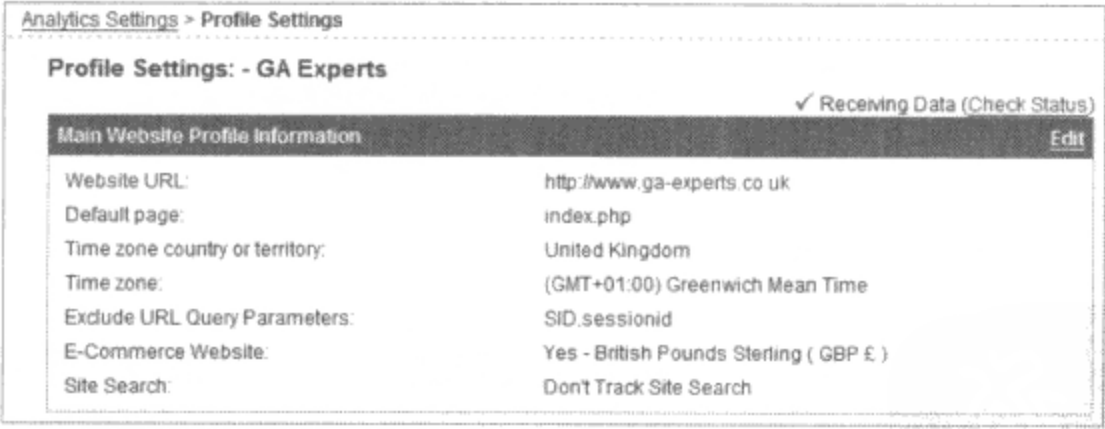 Analytics Settings > Profile Settings
Profile Settings: - GA Experts
✓ Receiving Data (Check Status)
Main Website Profile Information Edit
Website URL: http://www.ga-experts.co.uk
Default page: index.php
Time zone country or territory: United Kingdom
Time zone: (GMT+01:00) Greenwich Mean Time
Exclude URL Query Parameters: SID,sessionid
E-Commerce Website: Yes - British Pounds Sterling ( GBP £ )
Site Search: Don't Track Site Search